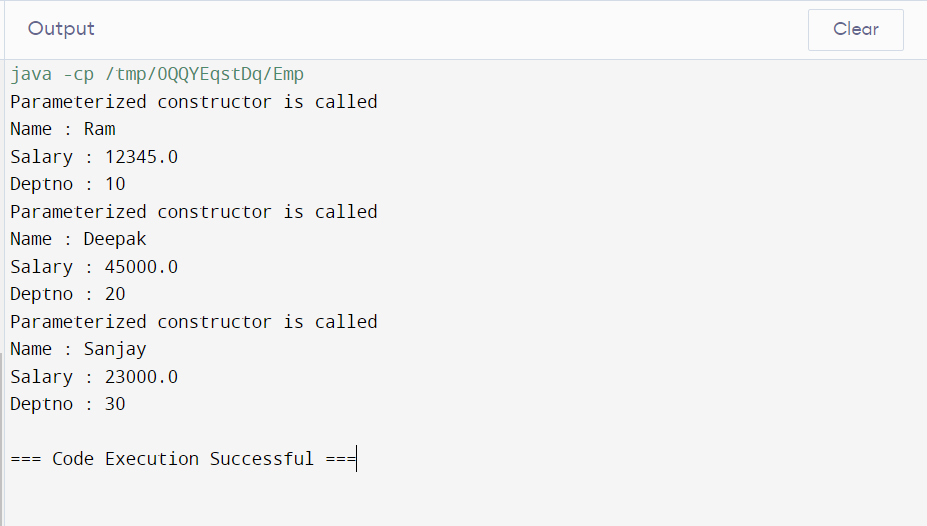 Output
Clear
java -cp /tmp/0QQYEqstDq/Emp
Parameterized constructor is called
Name : Ram
Salary : 12345.0
Deptno : 10
Parameterized constructor is called
Name : Deepak
Salary : 45000.0
Deptno : 20
Parameterized constructor is called
Name : Sanjay
Salary : 23000.0
Deptno : 30
=== Code Execution Successful ===